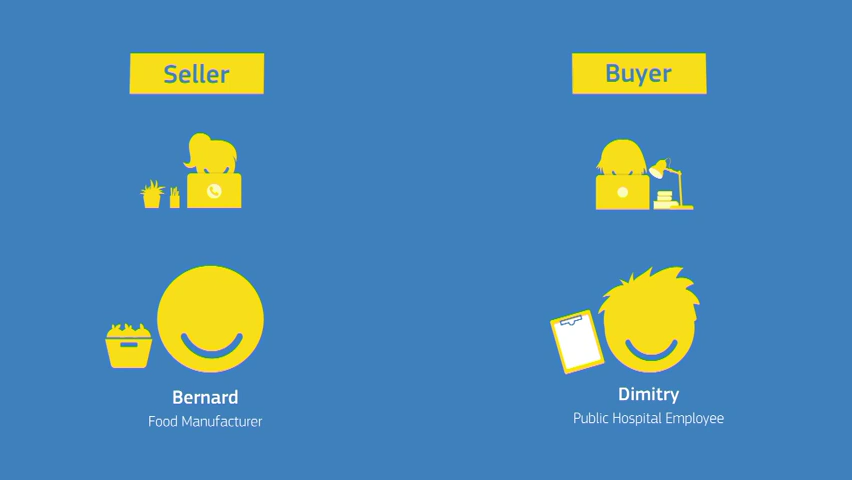 Seller
Buyer
Bernard
Food Manufacturer
Dimitry
Public Hospital Employee